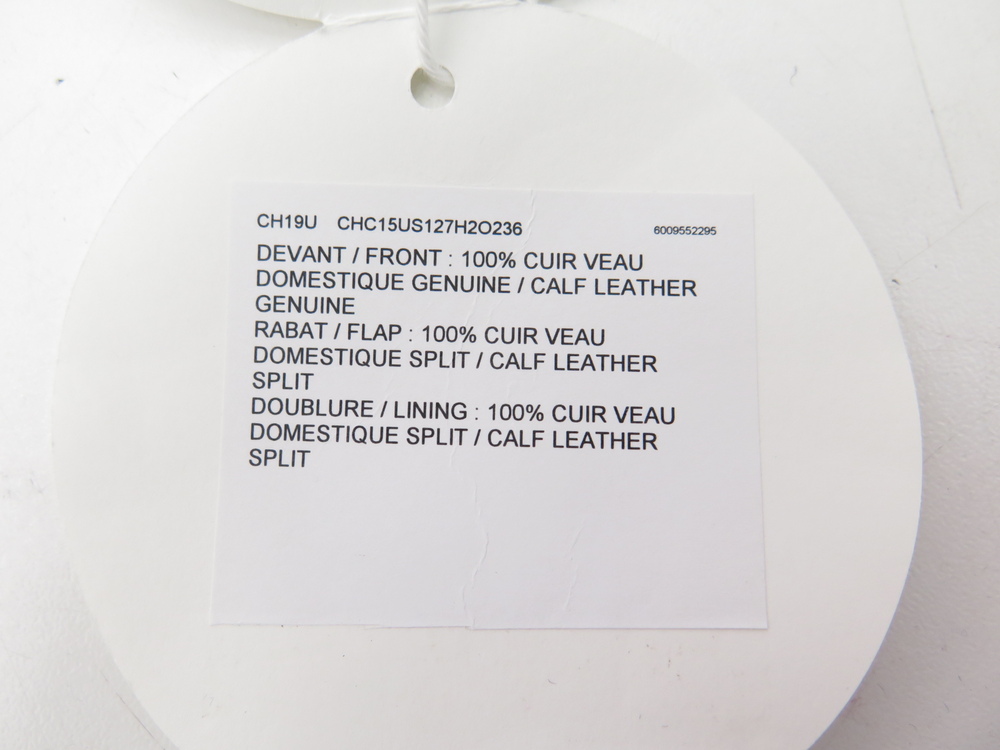 CH19U CHC15US127H2O236 6009552295
DEVANT / FRONT : 100% CUIR VEAU
DOMESTIQUE GENUINE / CALF LEATHER
GENUINE
RABAT / FLAP : 100% CUIR VEAU
DOMESTIQUE SPLIT / CALF LEATHER
SPLIT
DOUBLURE / LINING : 100% CUIR VEAU
DOMESTIQUE SPLIT / CALF LEATHER
SPLIT